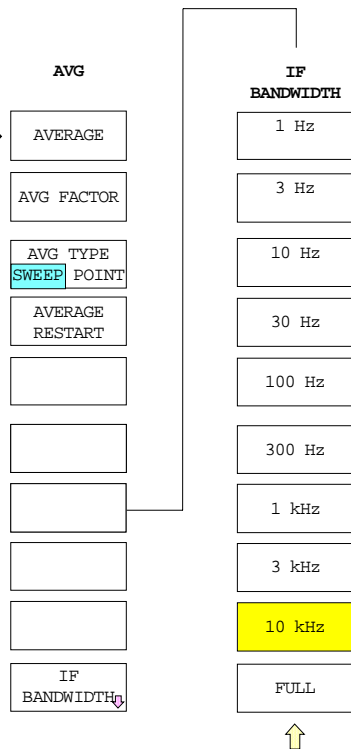 AVG
AVERAGE
AVG FACTOR
AVG TYPE
SWEEP POINT
AVERAGE
RESTART
IF
BANDWIDTH
IF
BANDWIDTH
1 Hz
3 Hz
10 Hz
30 Hz
100 Hz
300 Hz
1 kHz
3 kHz
10 kHz
FULL